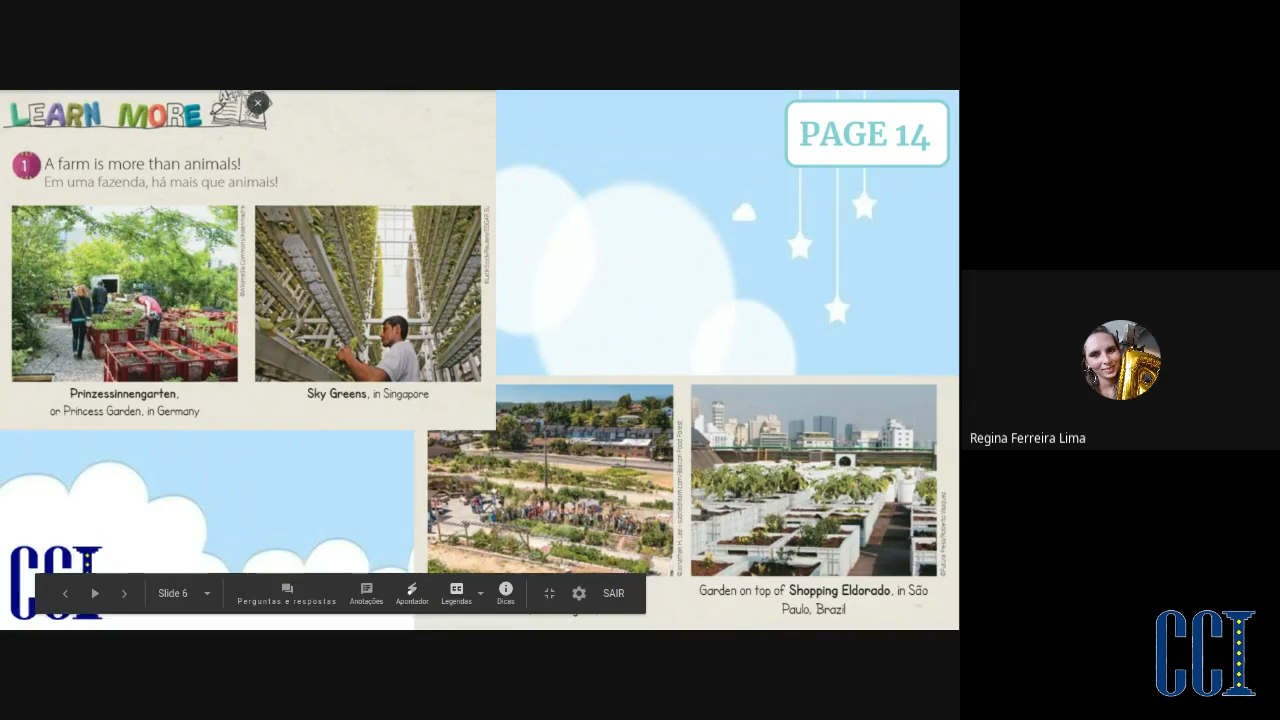 LEARN MORE
1
A farm is more than animals!
Em uma fazenda, há mais que animais!
Prinzessinnengarten,
or Princess Garden, in Germany
Sky Greens, in Singapore
PAGE 14
Garden on top of Shopping Eldorado, in São
Paulo, Brazil
CCI
Slide 6
Perguntas e respostas
Anotações
Apontador
Legendas
Dicas
SAIR
Regina Ferreira Lima
CCI